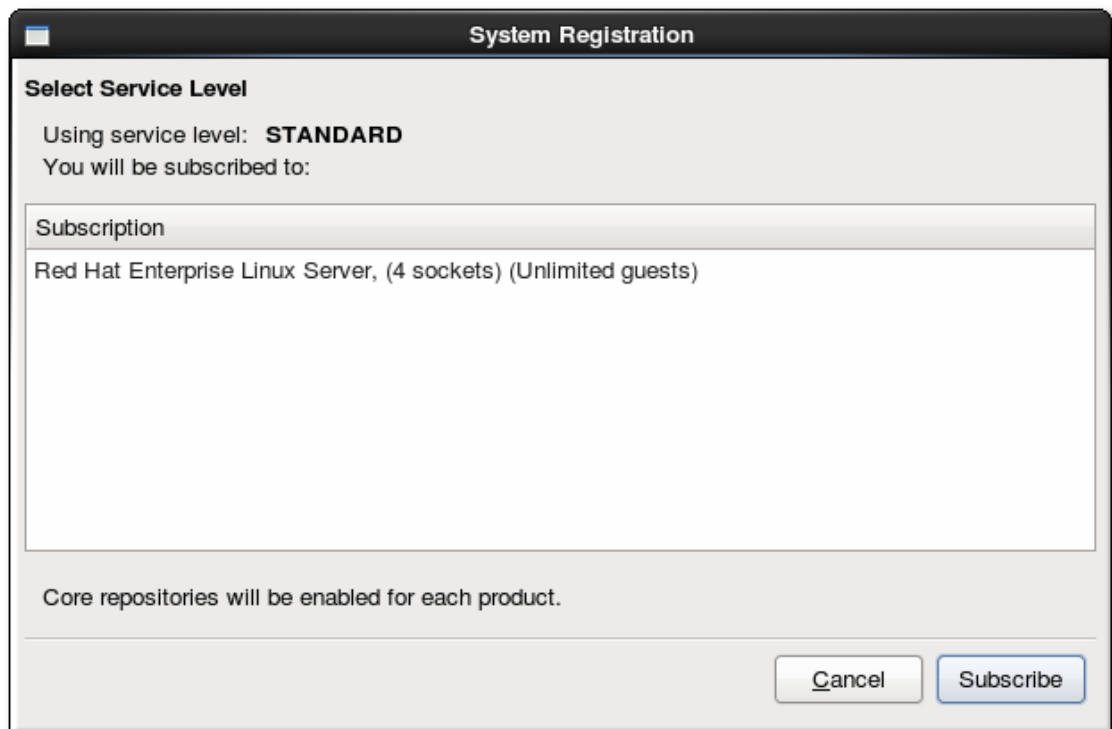 System Registration
Select Service Level
Using service level: STANDARD
You will be subscribed to:
Subscription
Red Hat Enterprise Linux Server, (4 sockets) (Unlimited guests)
Core repositories will be enabled for each product.
Cancel
Subscribe